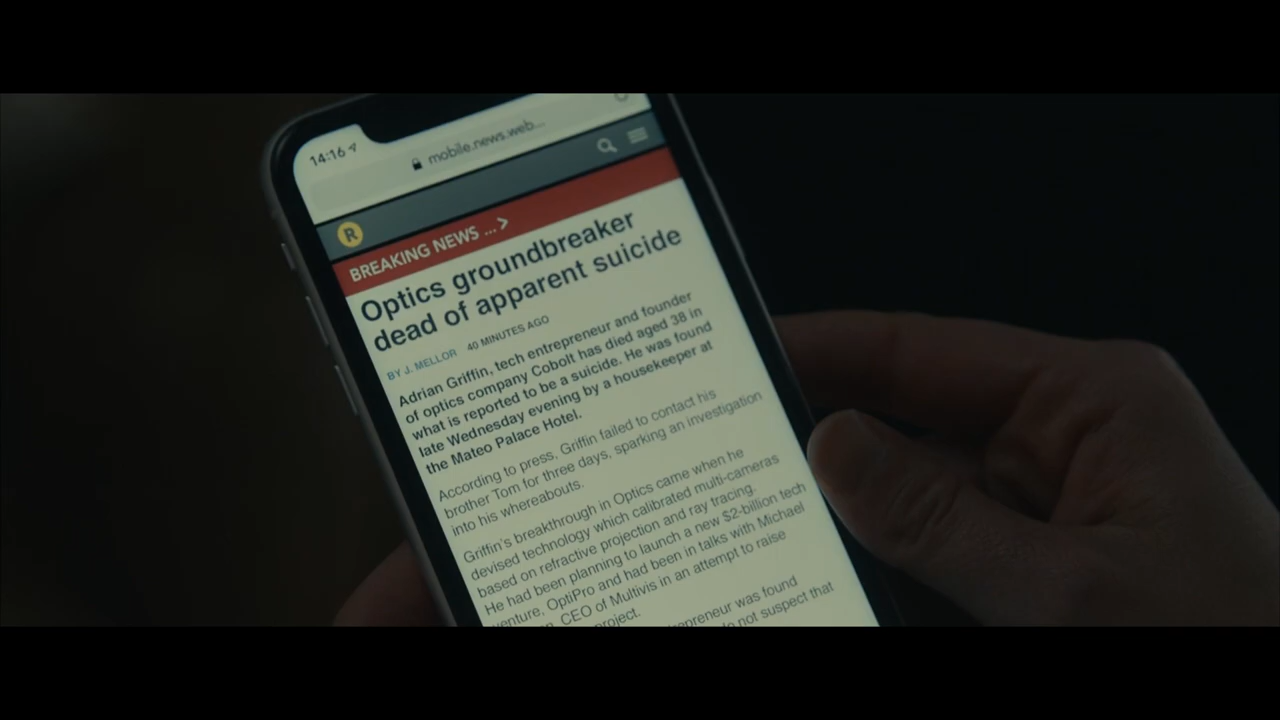 14:16
mobile.news.web...
R
BREAKING NEWS ... >
Optics groundbreaker
dead of apparent suicide
BY J. MELLOR 40 MINUTES AGO
Adrian Griffin, tech entrepreneur and founder
of optics company Cobolt has died aged 38 in
what is reported to be a suicide. He was found
late Wednesday evening by a housekeeper at
the Mateo Palace Hotel.
According to press, Griffin failed to contact his
brother Tom for three days, sparking an investigation
into his whereabouts.
Griffin's breakthrough in Optics came when he
devised technology which calibrated multi-cameras
based on refractive projection and ray tracing.
He had been planning to launch a new $2-billion tech
venture, OptiPro and had been in talks with Michael
CEO of Multivis in an attempt to raise
project.
entrepreneur was found
do not suspect that